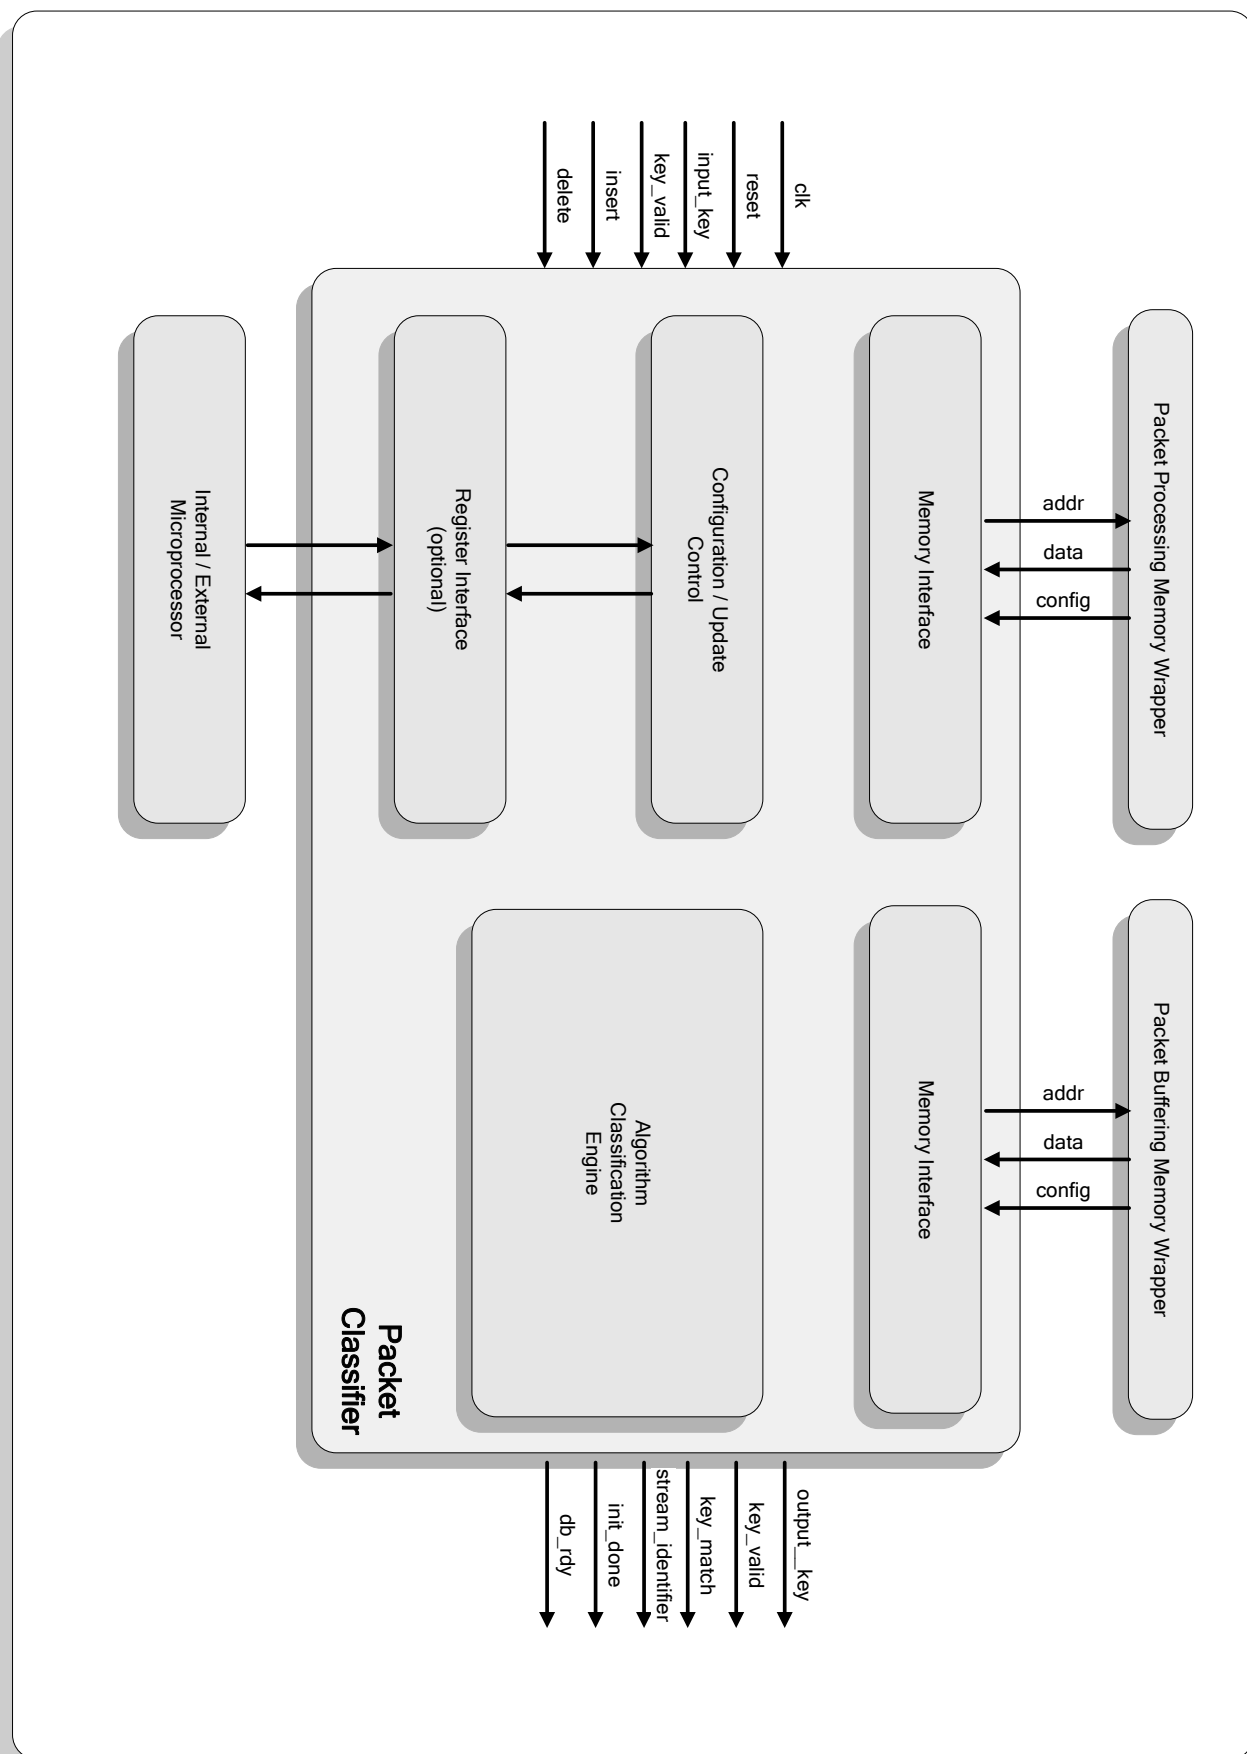 Packet Processing Memory Wrapper
Packet Buffering Memory Wrapper
addr
data
config
addr
data
config
Memory Interface
Memory Interface
clk
reset
input_key
key_valid
insert
delete
Configuration / Update
Control
Algorithm
Classification
Engine
Register Interface
(optional)
output__key
key_valid
key_match
stream_identifier
init_done
db_rdy
Packet
Classifier
Internal / External
Microprocessor